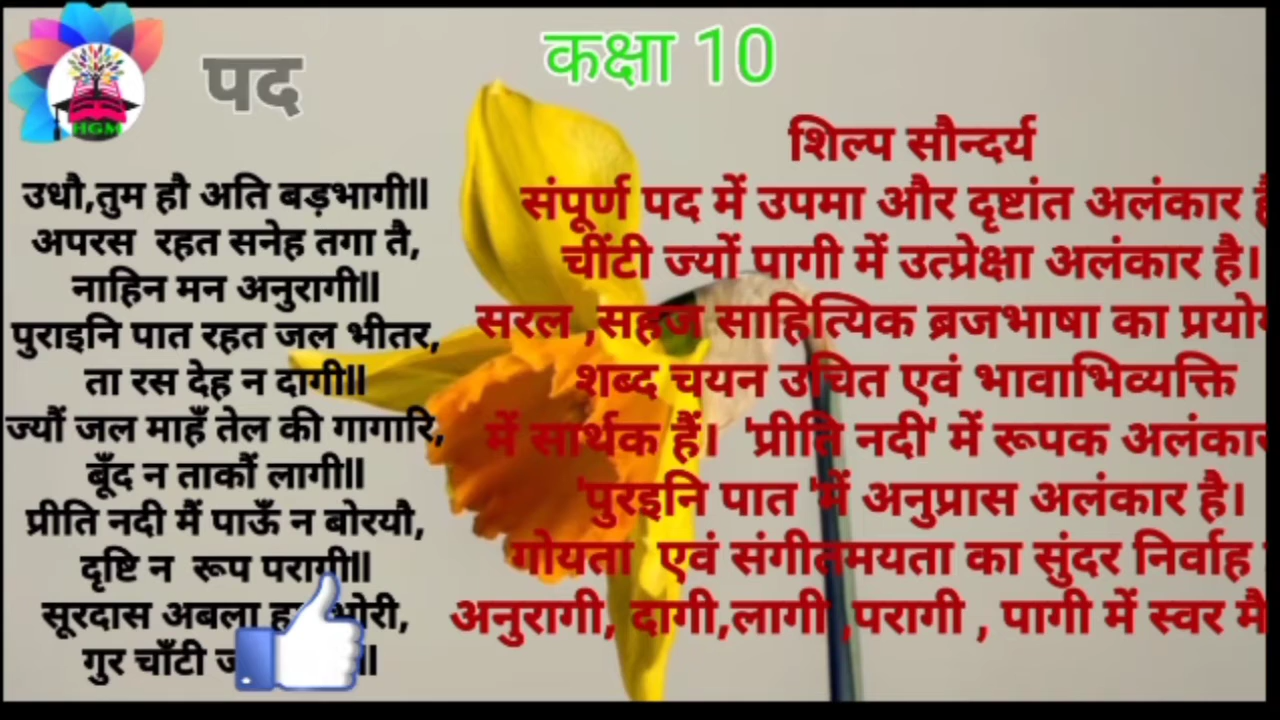 HGM
पद
कक्षा 10
उधौ,तुम हौ अति बड़भागी॥
अपरस रहत सनेह तगा तै,
नाहिन मन अनुरागी॥
पुराइनि पात रहत जल भीतर,
ता रस देह न दागी॥
ज्यौं जल माहँ तेल की गागारि,
बूँद न ताकौं लागी॥
प्रीति नदी मैं पाऊँ न बोरयौ,
दृष्टि न रूप परागी॥
सूरदास अबला
गुर चाँटी
शिल्प सौन्दर्य
संपूर्ण पद में उपमा और दृष्टांत अलंकार
चींटी ज्यों पागी में उत्प्रेक्षा अलंकार है।
सरल ,सहज साहित्यिक ब्रजभाषा का
शब्द चयन उचित एवं भावाभिव्यक्ति
में सार्थक हैं। 'प्रीति नदी' में रूपक
'पुरइनि पात 'में अनुप्रास अलंकार है।
गोयता एवं संगीतमयता का सुंदर निर्वाह
अनुरागी, दागी,लागी ,परागी , पागी में स्वर